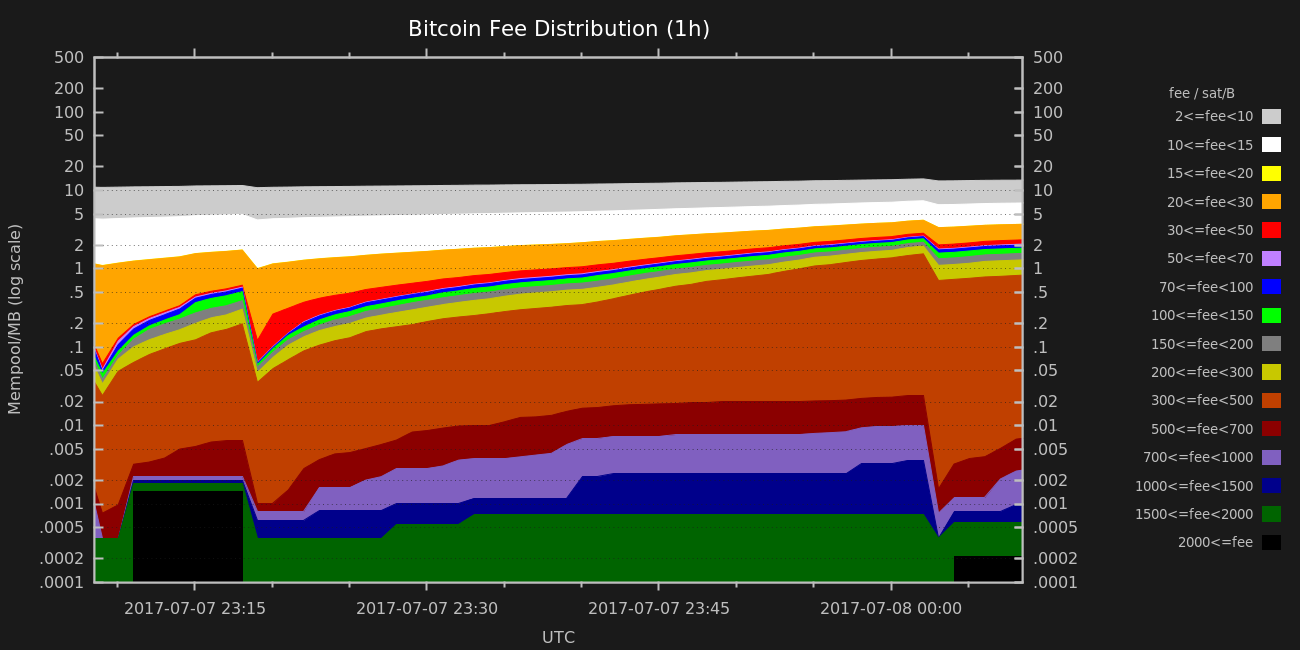 Bitcoin Fee Distribution (1h)
500 500
200 200
100 100
50 50
20 20
10 10
5 5
2 2
1 1
.5 .5
.2 .2
.1 .1
.05 .05
.02 .02
.01 .01
.005 .005
.002 .002
.001 .001
.0005 .0005
.0002 .0002
.0001 .0001
Mempool/MB (log scale)
2017-07-07 23:15 2017-07-07 23:30 2017-07-07 23:45 2017-07-08 00:00
UTC
fee / sat/B
2<=fee<10
10<=fee<15
15<=fee<20
20<=fee<30
30<=fee<50
50<=fee<70
70<=fee<100
100<=fee<150
150<=fee<200
200<=fee<300
300<=fee<500
500<=fee<700
700<=fee<1000
1000<=fee<1500
1500<=fee<2000
2000<=fee